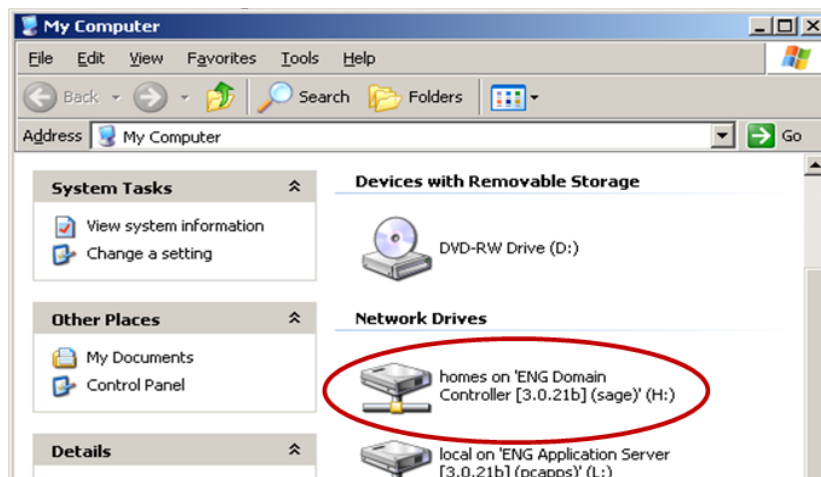 My Computer
File Edit View Favorites Tools Help
Back Search Folders
Address My Computer Go
System Tasks
View system information
Change a setting
Other Places
My Documents
Control Panel
Details
Devices with Removable Storage
DVD-RW Drive (D:)
Network Drives
homes on 'ENG Domain
Controller [3.0.21b] (sage)' (H:)
local on 'ENG Application Server
[3.0.21b] (pcapps)' (L:)